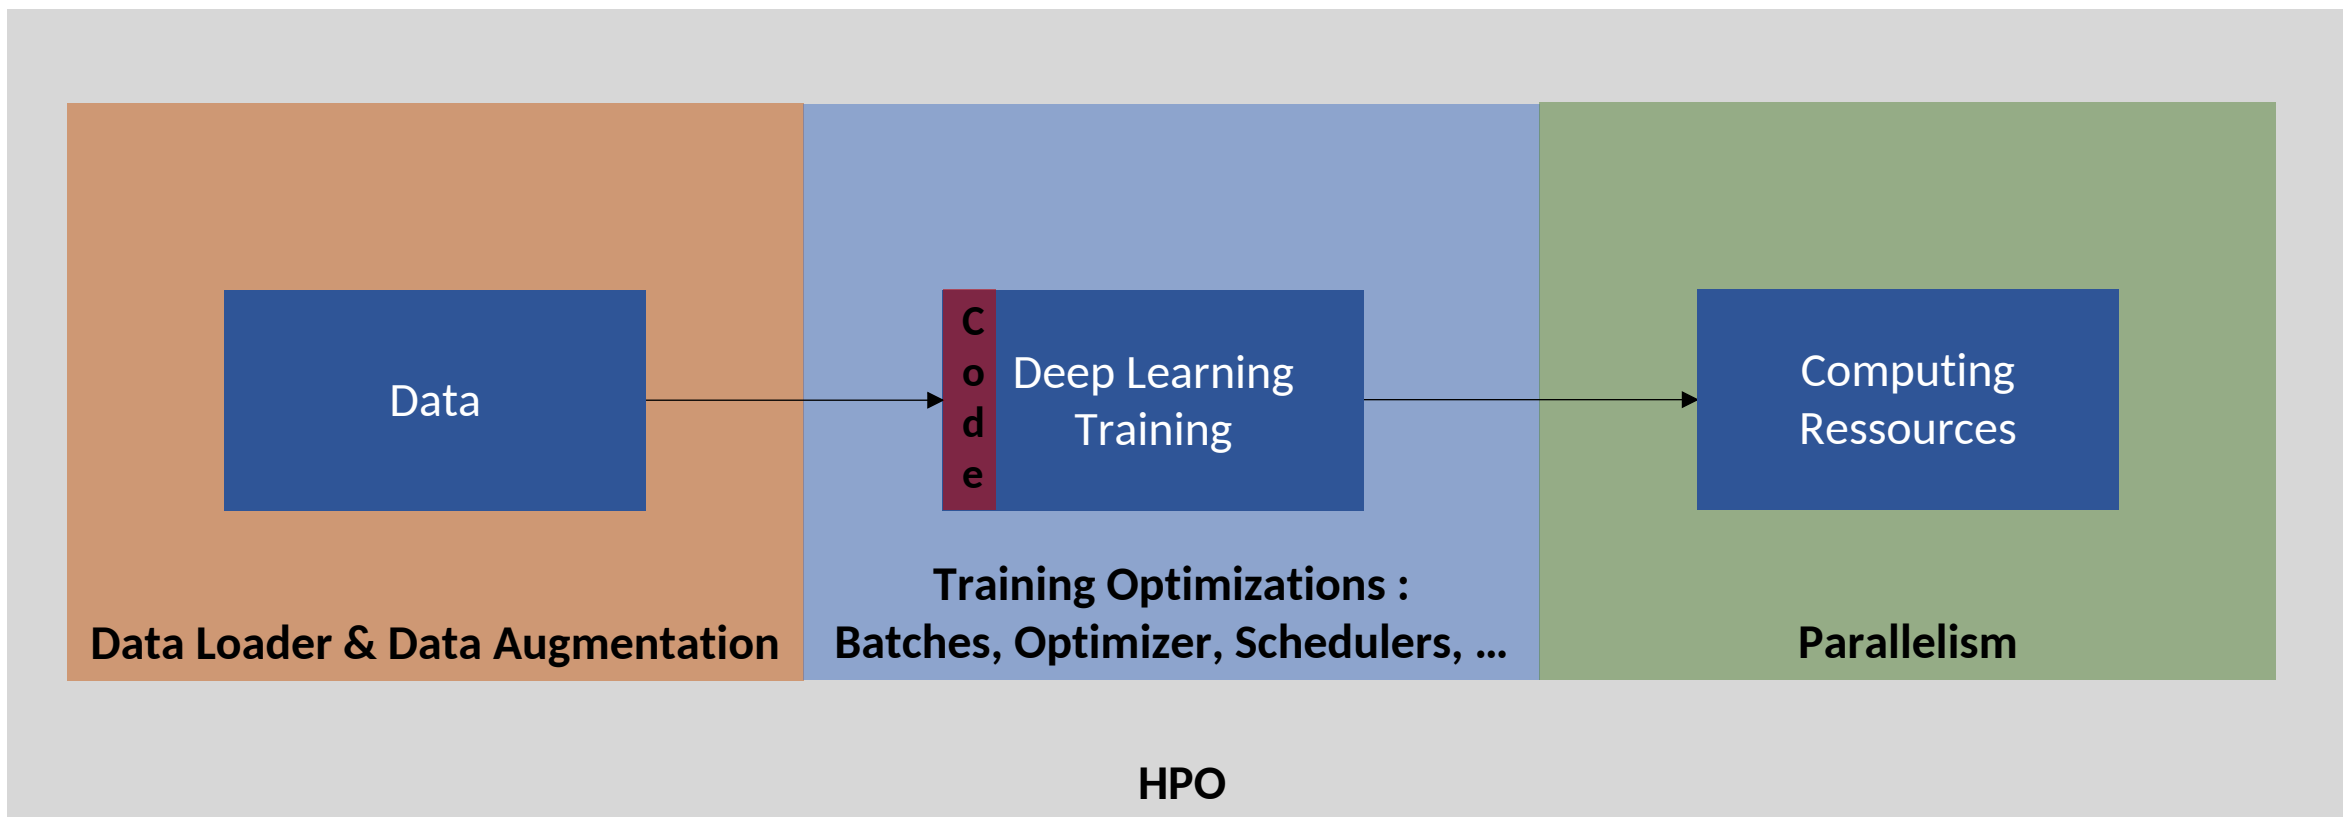 Data
C
o
d
e
Deep Learning
Training
Computing
Ressources
Data Loader & Data Augmentation
Training Optimizations :
Batches, Optimizer, Schedulers, ...
Parallelism
HPO